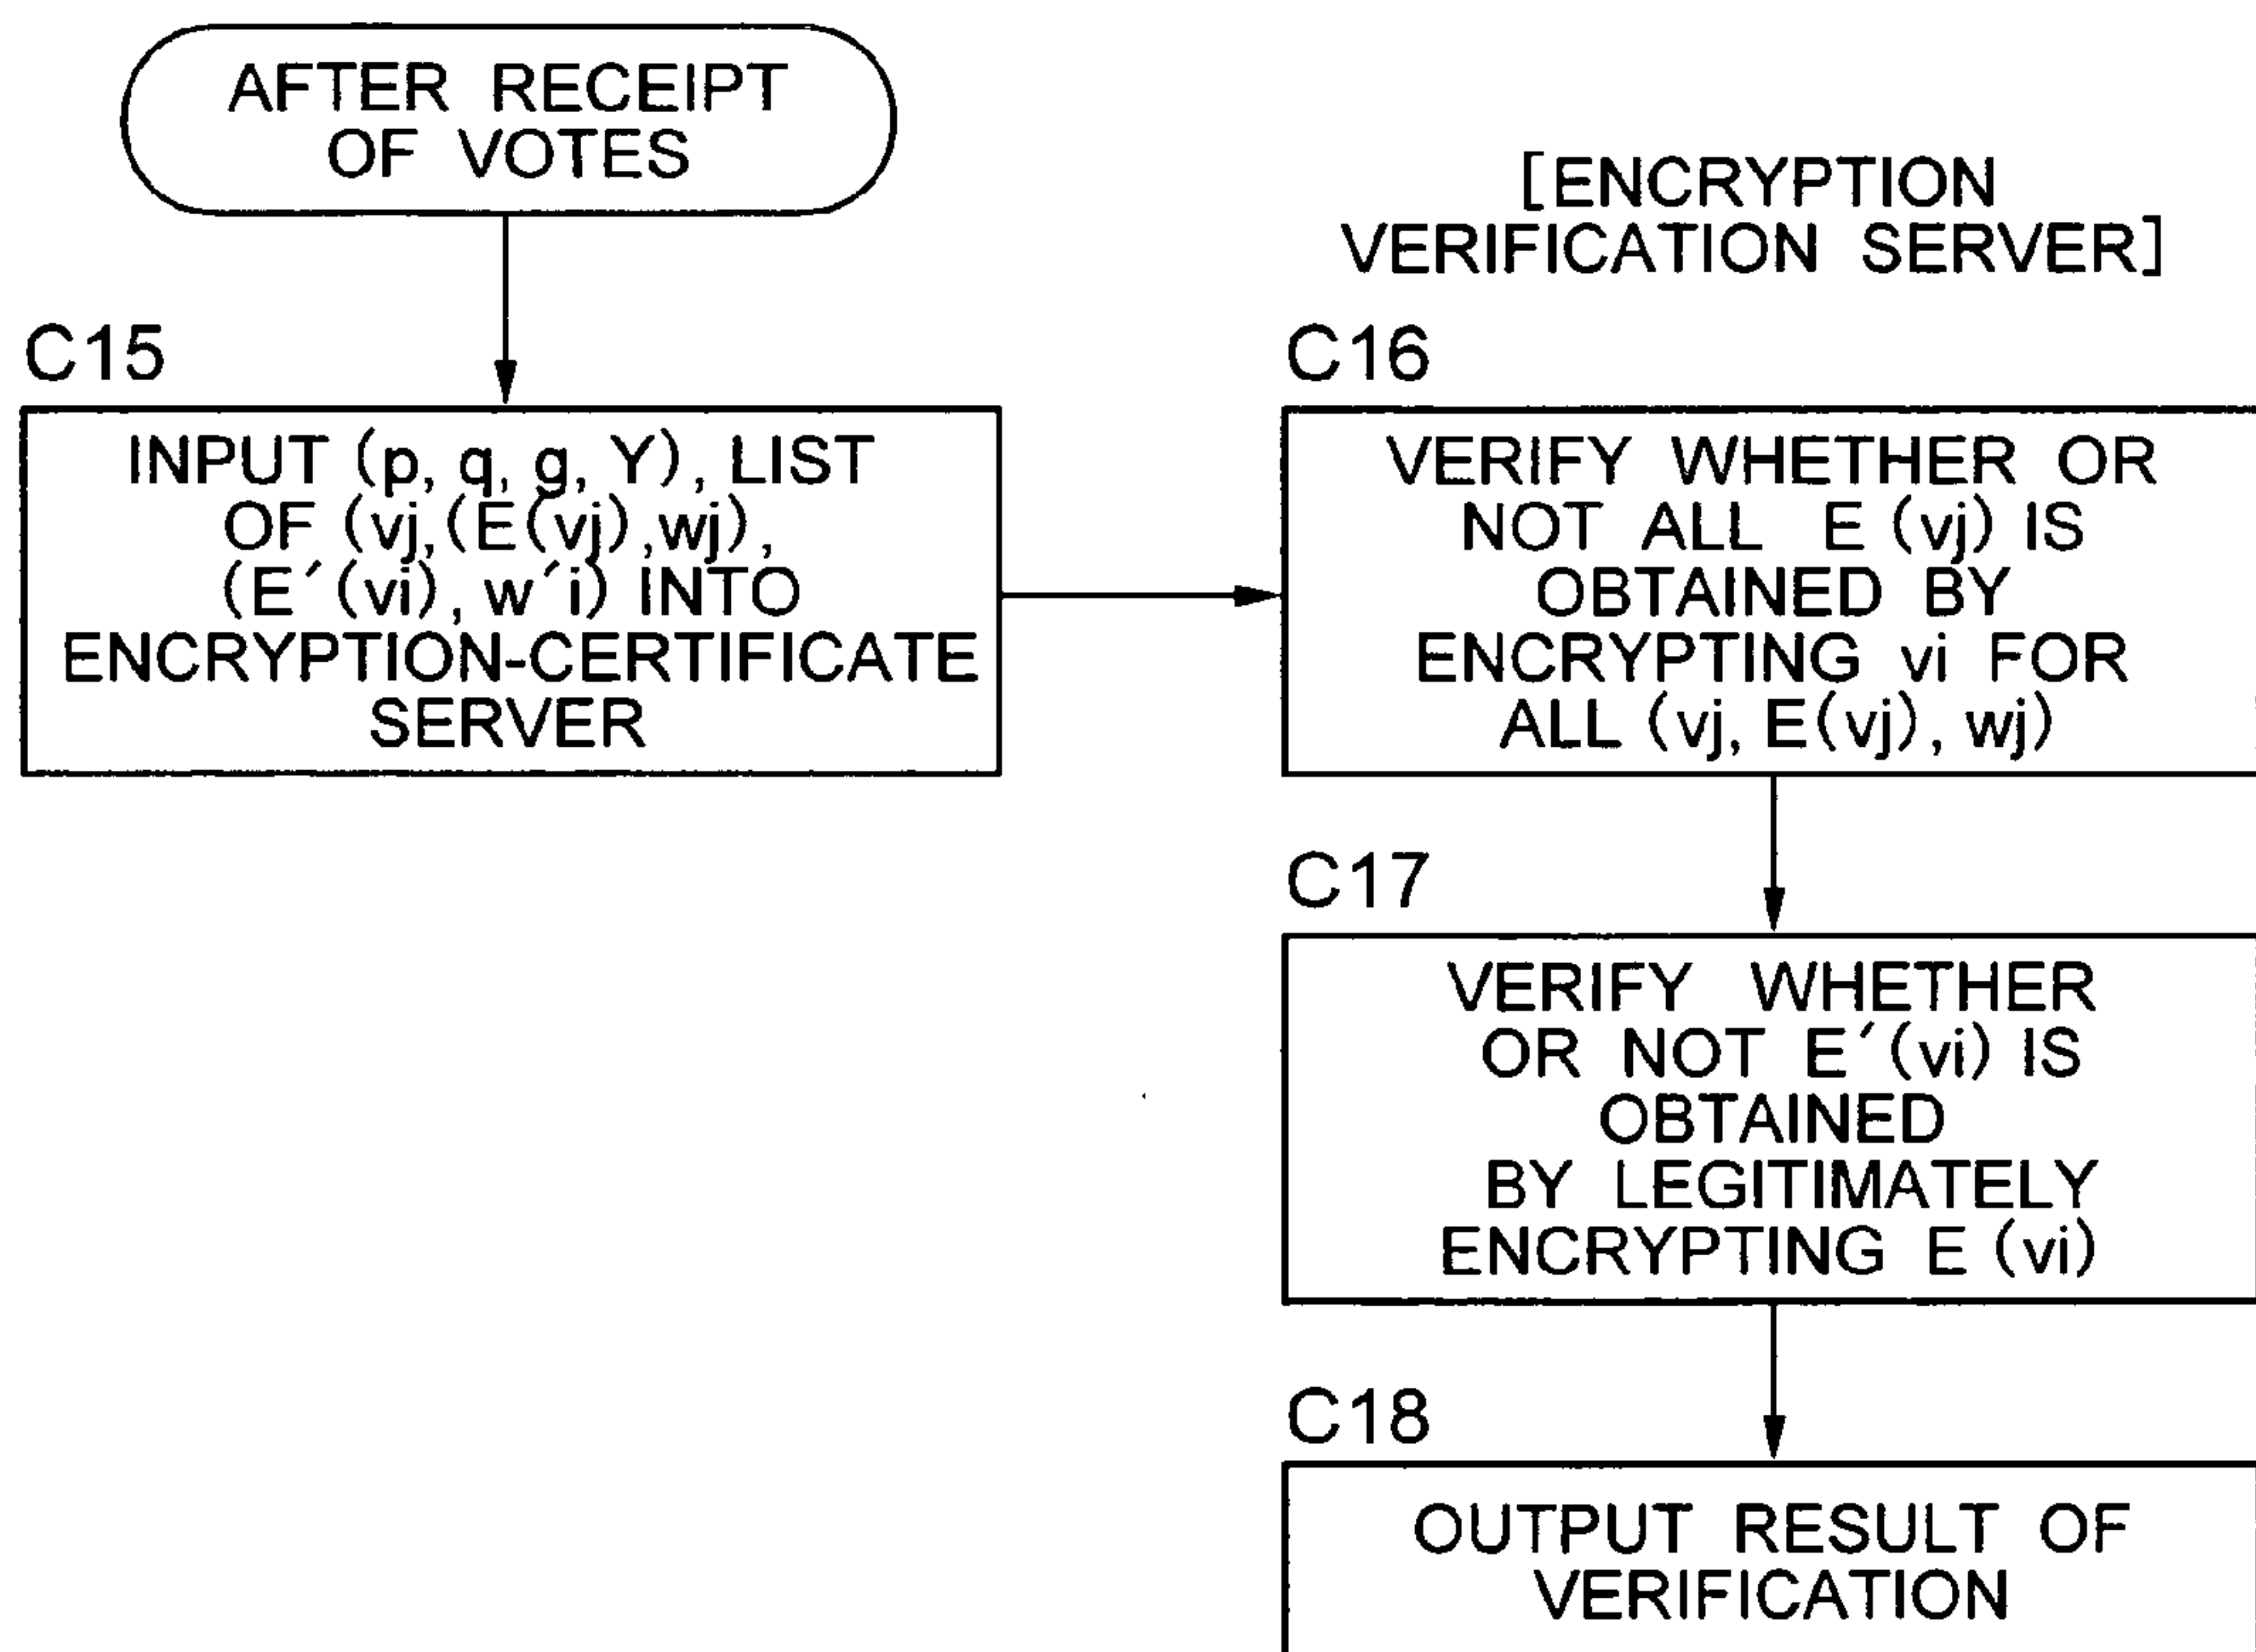 AFTER RECEIPT
OF VOTES
[ENCRYPTION
VERIFICATION SERVER]
C15
INPUT (p, q, g, Y), LIST
OF (vj,(E(vj),wj),
(E´(vi), w´i) INTO
ENCRYPTION-CERTIFICATE
SERVER
C16
VERIFY WHETHER OR
NOT ALL E (vj) IS
OBTAINED BY
ENCRYPTING vi FOR
ALL (vj, E(vj), wj)
C17
VERIFY WHETHER
OR NOT E´(vi) IS
OBTAINED
BY LEGITIMATELY
ENCRYPTING E (vi)
C18
OUTPUT RESULT OF
VERIFICATION